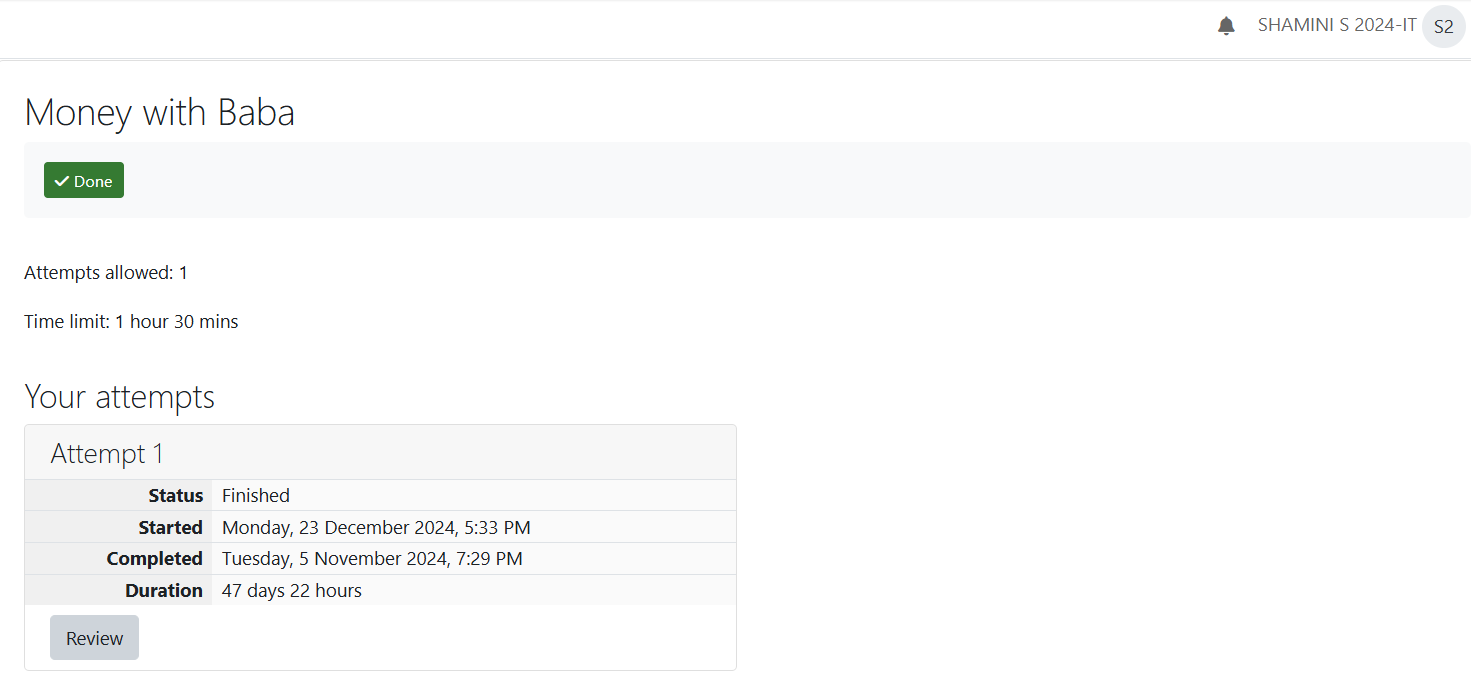 SHAMINI S 2024-IT S2
Money with Baba
Done
Attempts allowed: 1
Time limit: 1 hour 30 mins
Your attempts
Attempt 1
Status Finished
Started Monday, 23 December 2024, 5:33 PM
Completed Tuesday, 5 November 2024, 7:29 PM
Duration 47 days 22 hours
Review